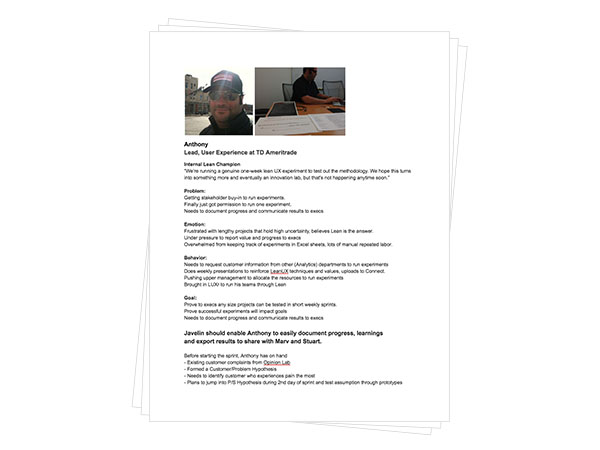 Anthony
Lead, User Experience at TD Ameritrade
Internal Lean Champion
"We're running a genuine one-week lean UX experiment to test out the methodology. We hope this turns
into something more and eventually an innovation lab, but that's not happening anytime soon."
Problem:
Getting stakeholder buy-in to run experiments.
Finally just got permission to run one experiment.
Needs to document progress and communicate results to execs
Emotion:
Frustrated with lengthy projects that hold high uncertainty, believes Lean is the answer.
Under pressure to report value and progress to execs
Overwhelmed from keeping track of experiments in Excel sheets, lots of manual repeated labor.
Behavior:
Needs to request customer information from other (Analytics) departments to run experiments
Does weekly presentations to reinforce LeanUX techniques and values, uploads to Connect.
Pushing upper management to allocate the resources to run experiments
Brought in LUXr to run his teams through Lean
Goal:
Prove to execs any size projects can be tested in short weekly sprints.
Prove successful experiments will impact goals
Needs to document progress and communicate results to execs
Javelin should enable Anthony to easily document progress, learnings
and export results to share with Marv and Stuart.
Before starting the sprint, Anthony has on hand
- Existing customer complaints from Opinion Lab
- Formed a Customer/Problem Hypothesis
- Needs to identify customer who experiences pain the most
- Plans to jump into P/S Hypothesis during 2nd day of sprint and test assumption through prototypes